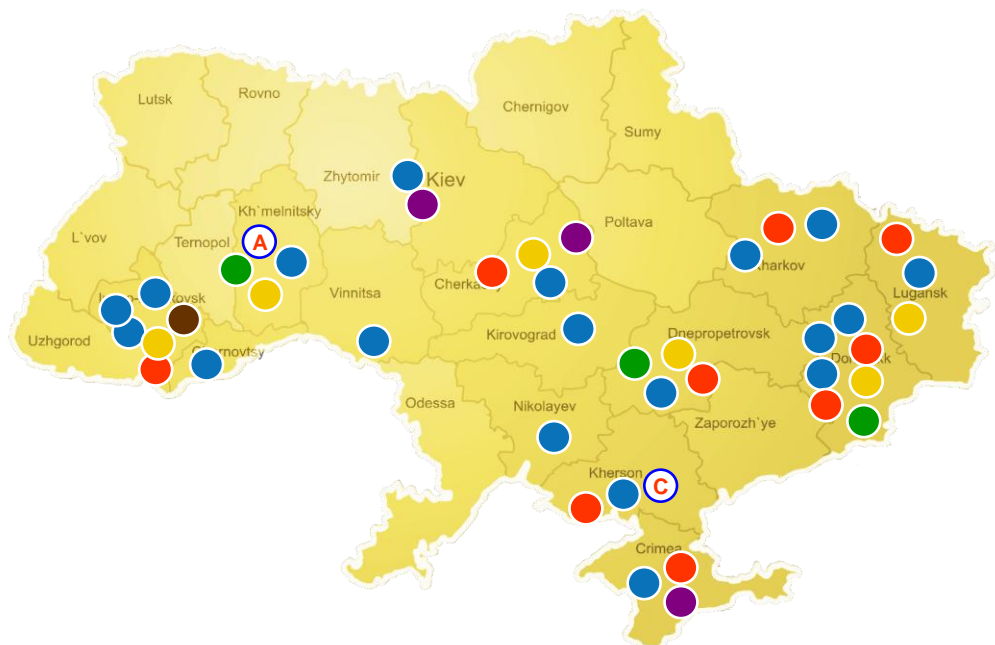 Lutsk
Rovno
Chernigov
Sumy
Zhytomir
Kiev
Kh`melnitsky
Poltava
L`vov
Ternopol
A
Vinnitsa
Lugansk
Uzhgorod
Kirovograd
Dnepropetrovsk
Odessa
Nikolayev
Zaporozh`ye
Kherson
C
Crimea